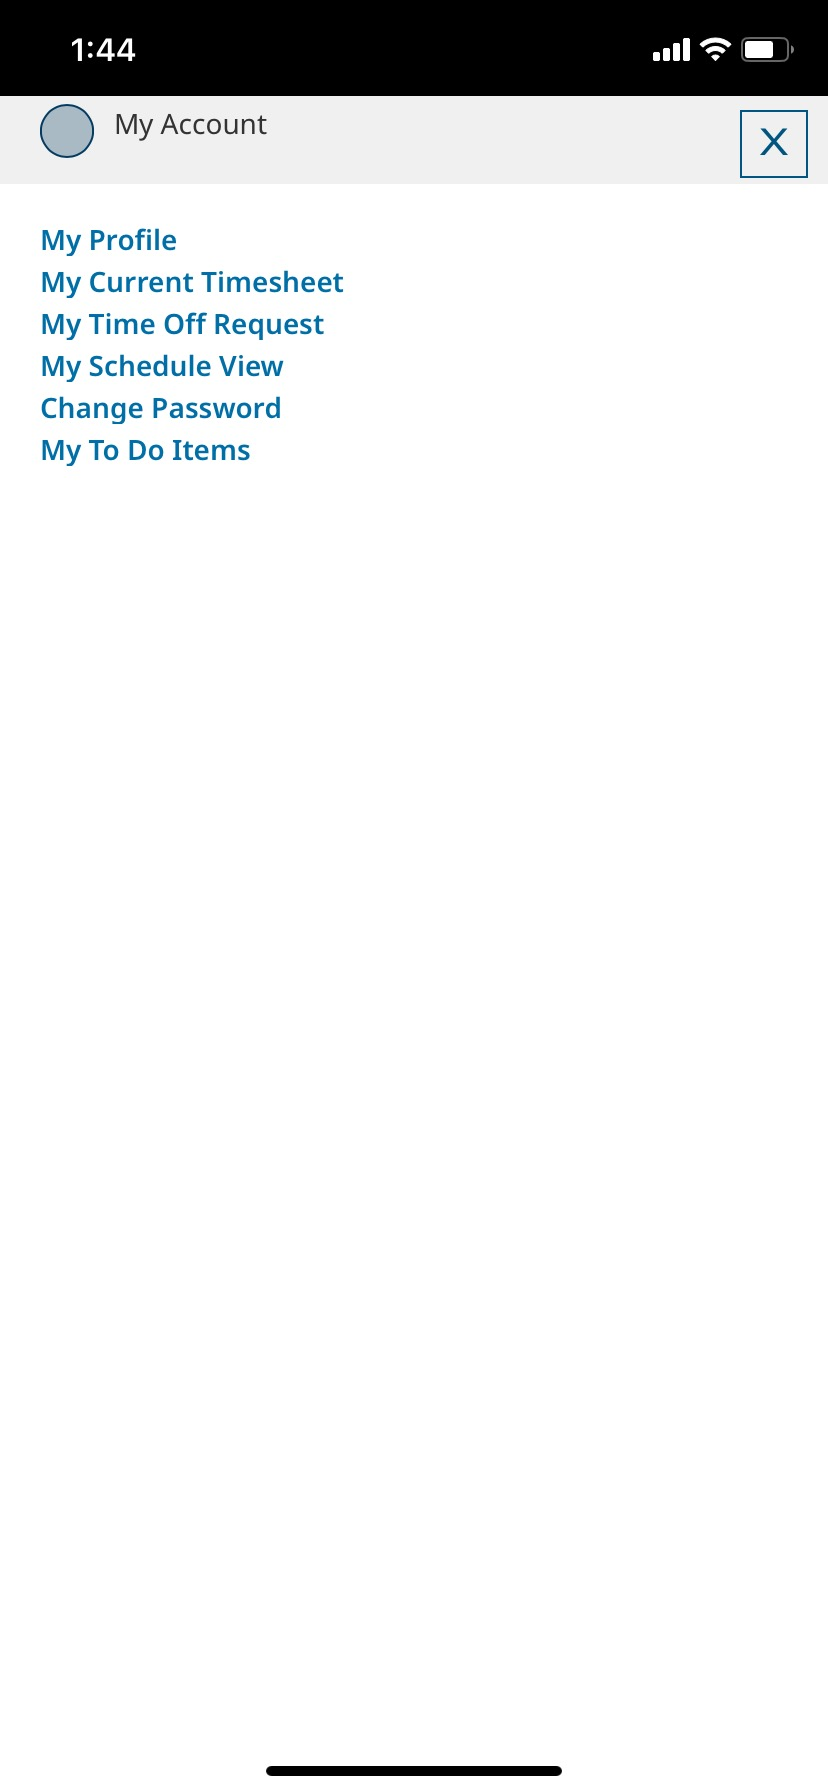 1:44
My Account
X
My Profile
My Current Timesheet
My Time Off Request
My Schedule View
Change Password
My To Do Items